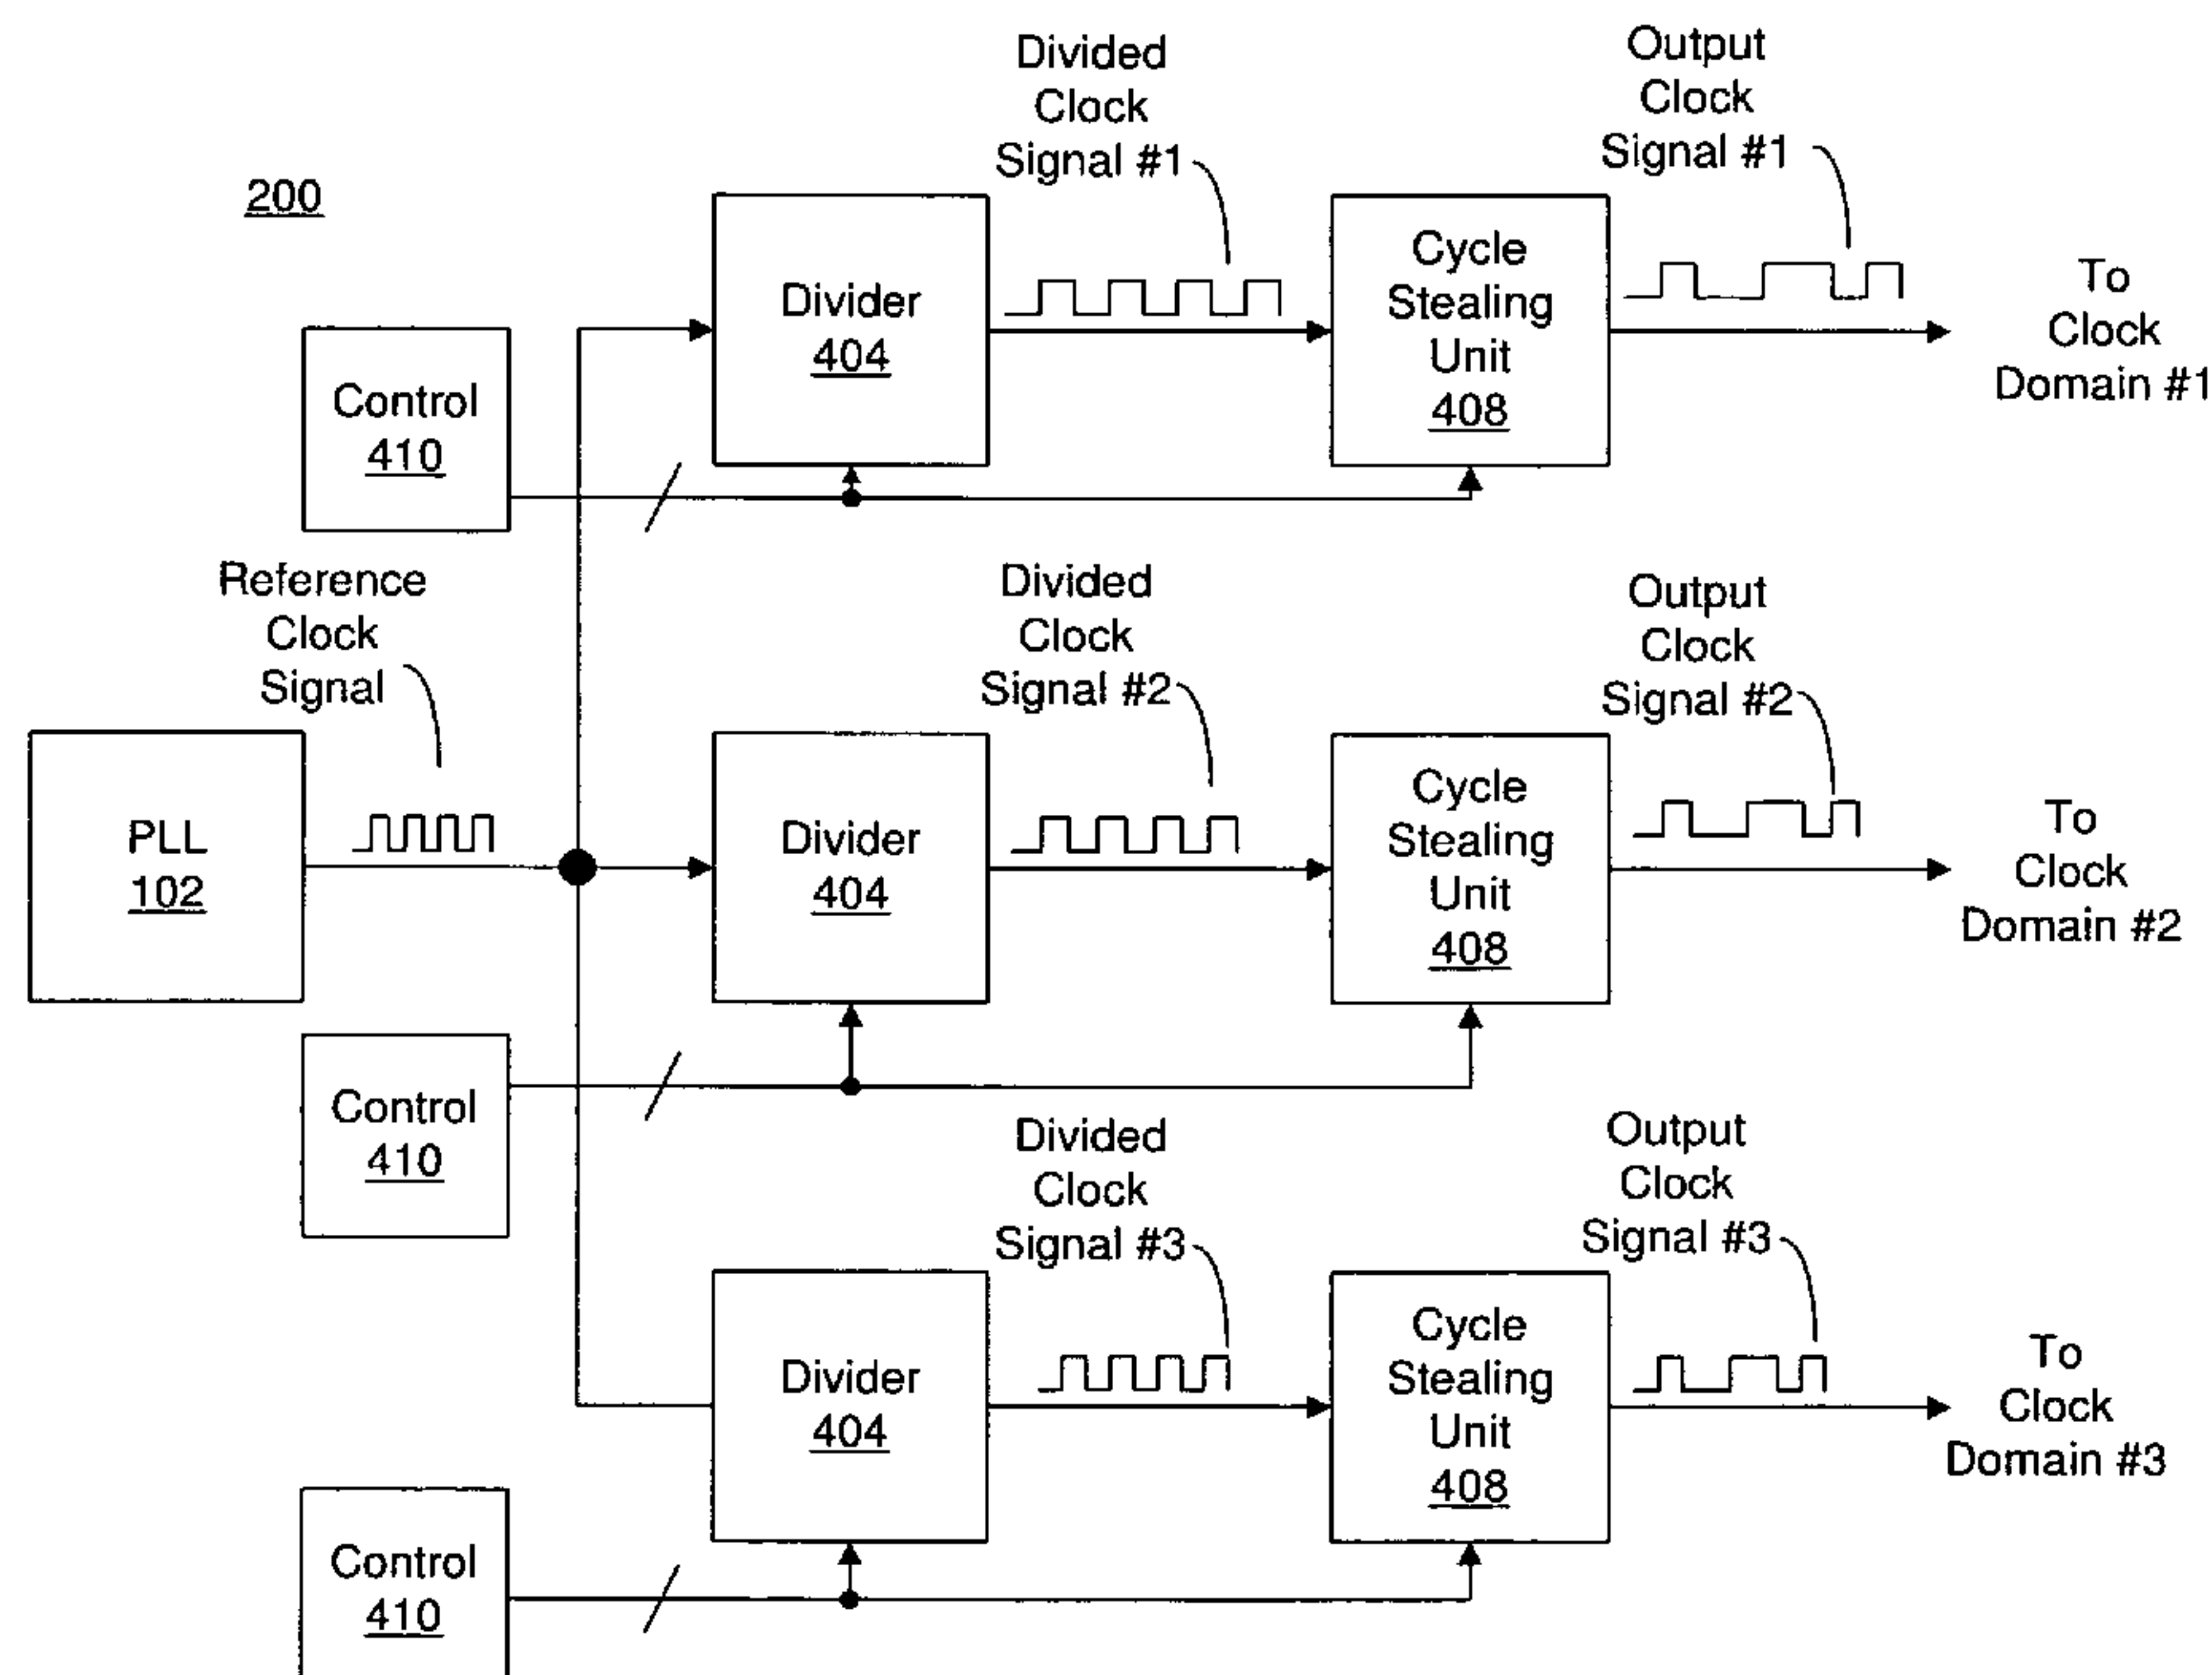 200
Divided
Clock
Signal #1
Output
Clock
Signal #1
Control
410
Divider
404
Cycle
Stealing
Unit
408
To
Clock
Domain #1
Reference
Clock
Signal
Divided
Clock
Signal #2
Output
Clock
Signal #2
PLL
102
Divider
404
Cycle
Stealing
Unit
408
To
Clock
Domain #2
Control
410
Divided
Clock
Signal #3
Output
Clock
Signal #3
Divider
404
Cycle
Stealing
Unit
408
To
Clock
Domain #3
Control
410